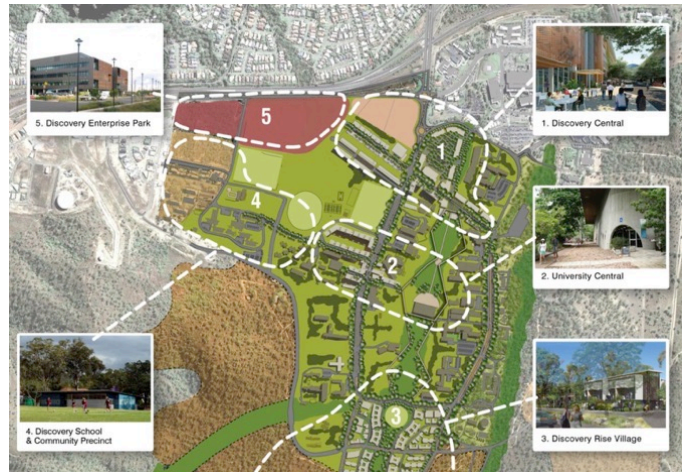 5. Discovery Enterprise Park
1. Discovery Central
2. University Central
4. Discovery School
& Community Precinct
3. Discovery Rise Village
5
1
4
2
3